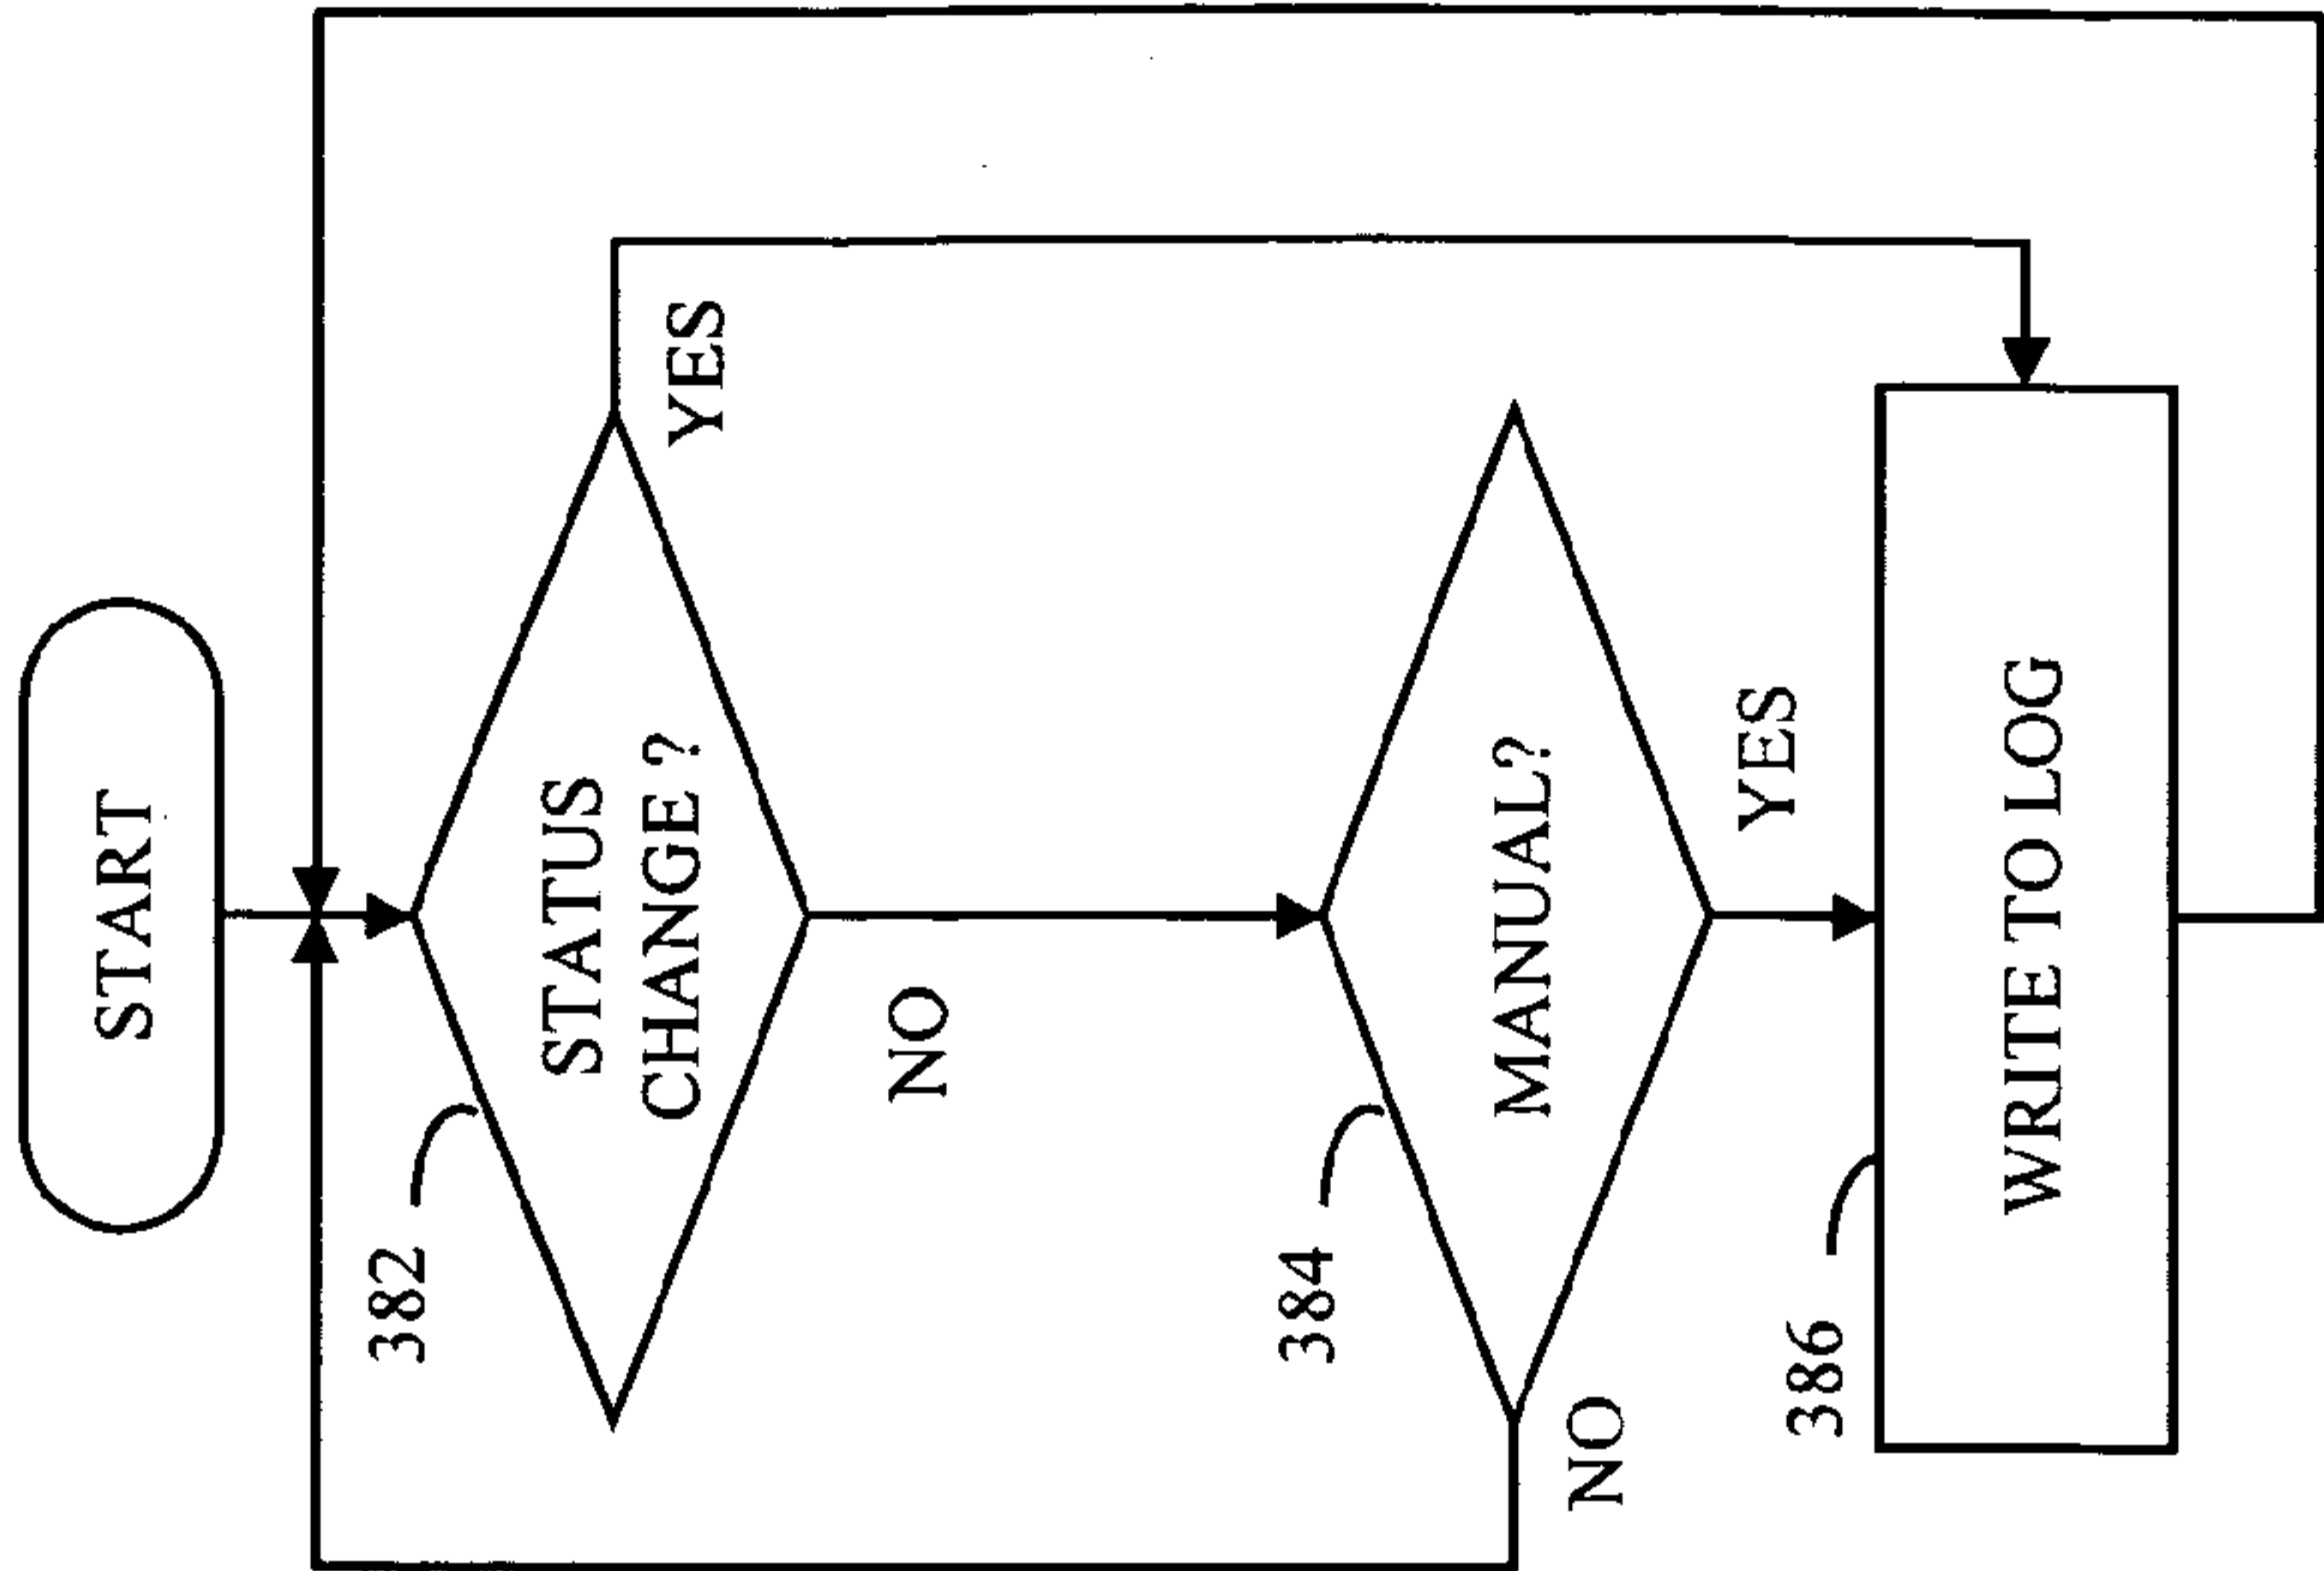 START
382
STATUS
CHANGE ?
YES
NO
384
MANUAL?
NO
YES
386
WRITE TO LOG